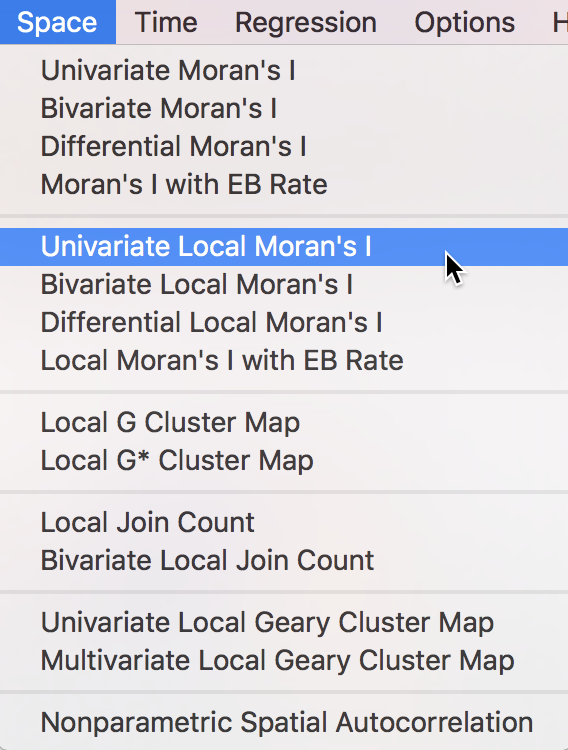 Space Time Regression Options
Univariate Moran's I
Bivariate Moran's I
Differential Moran's I
Moran's I with EB Rate
Univariate Local Moran's I
Bivariate Local Moran's I
Differential Local Moran's I
Local Moran's I with EB Rate
Local G Cluster Map
Local G* Cluster Map
Local Join Count
Bivariate Local Join Count
Univariate Local Geary Cluster Map
Multivariate Local Geary Cluster Map
Nonparametric Spatial Autocorrelation